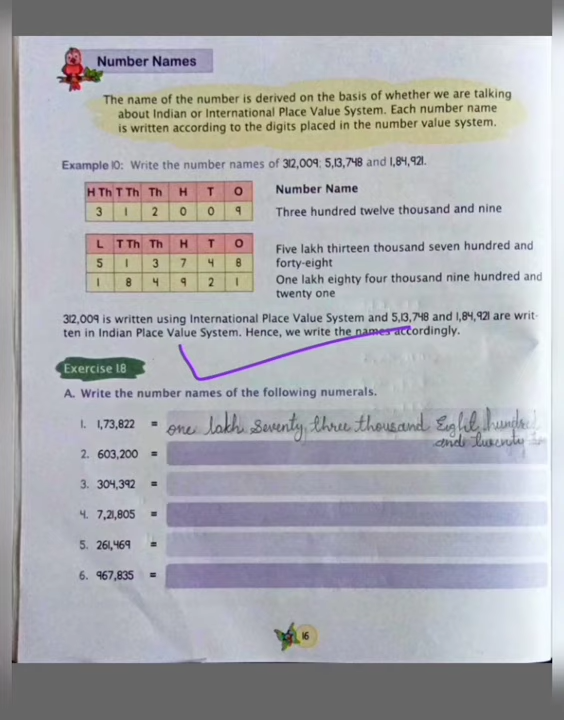 Number Names
The name of the number is derived on the basis of whether we are talking
about Indian or International Place Value System. Each number name
is written according to the digits placed in the number value system.
Example 10: Write the number names of 312,009; 5,13,748 and 1,84,921.
H Th T Th Th H T O Number Name
3 1 2 0 0 9 Three hundred twelve thousand and nine
L T Th Th H T O
5 1 3 7 4 8 Five lakh thirteen thousand seven hundred and
forty-eight
1 8 4 9 2 1 One lakh eighty four thousand nine hundred and
twenty one
312,009 is written using International Place Value System and 5,13,748 and 1,84,921 are writ-
ten in Indian Place Value System. Hence, we write the names accordingly.
Exercise 1.8
A. Write the number names of the following numerals.
1. 1,73,822 = one lakh seventy three thousand Eight hundred
and twenty
2. 603,200 =
3. 304,392 =
4. 7,21,805 =
5. 261,469 =
6. 967,835 =
16